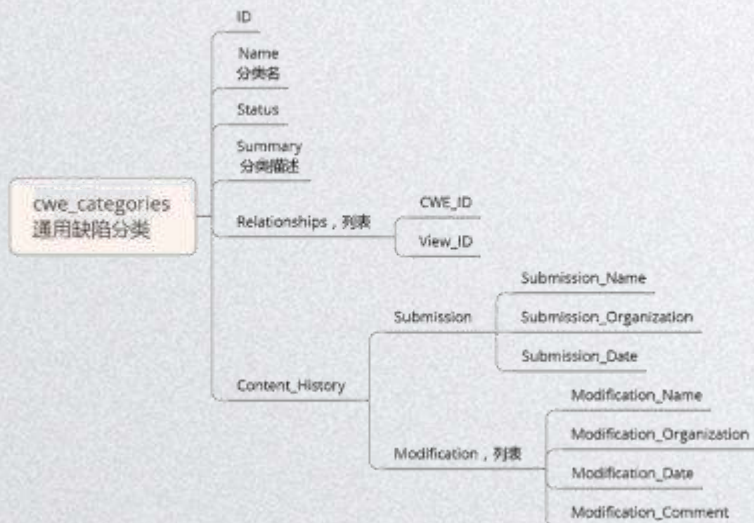 cwe_categories
通用缺陷分类
ID
Name
分类名
Status
Summary
分类描述
Relationships，列表
CWE_ID
View_ID
Content_History
Submission
Submission_Name
Submission_Organization
Submission_Date
Modification，列表
Modification_Name
Modification_Organization
Modification_Date
Modification_Comment